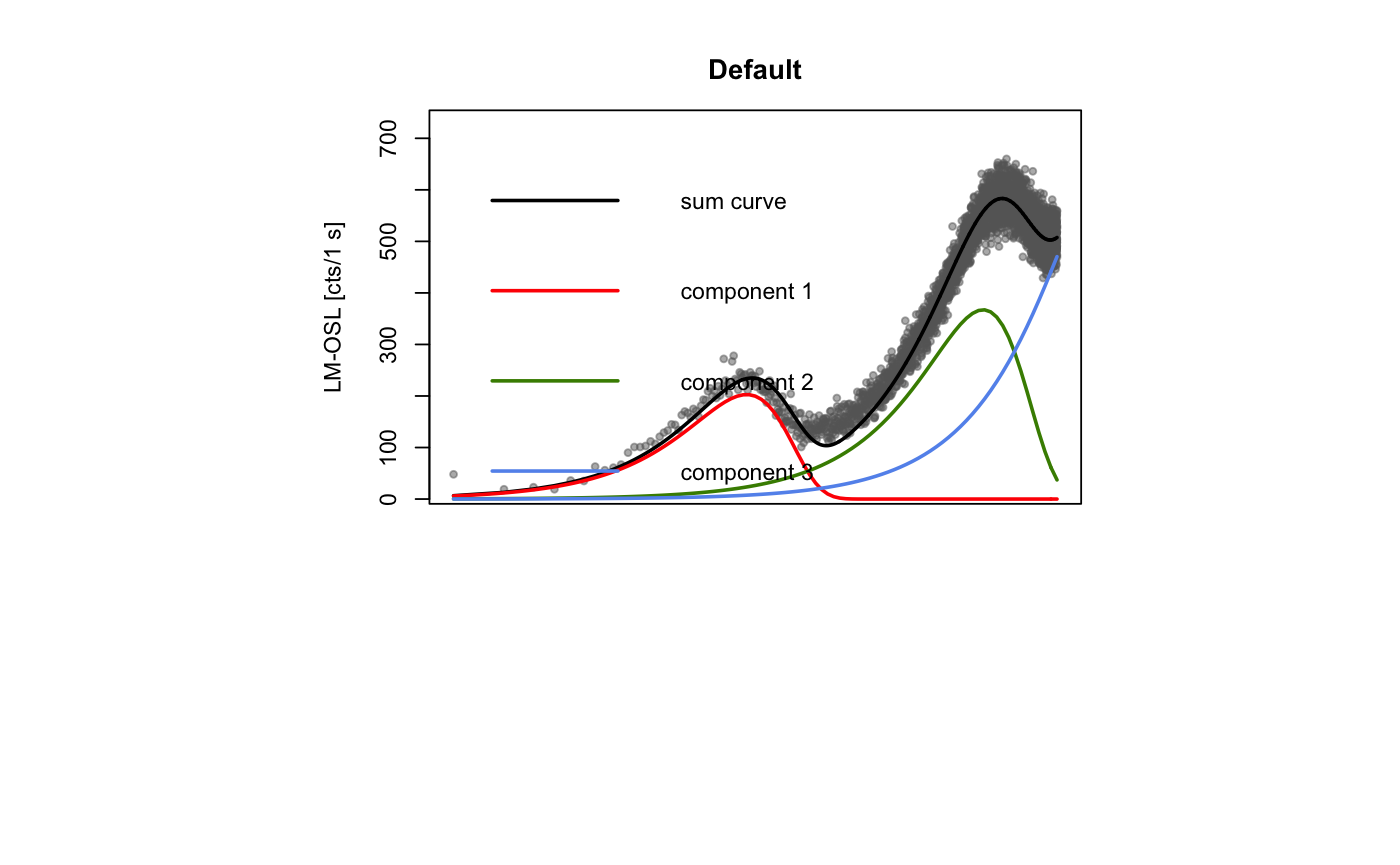 Default
LM-OSL [cts/1 s]
700
500
300
100
0
sum curve
component 1
component 2
component 3